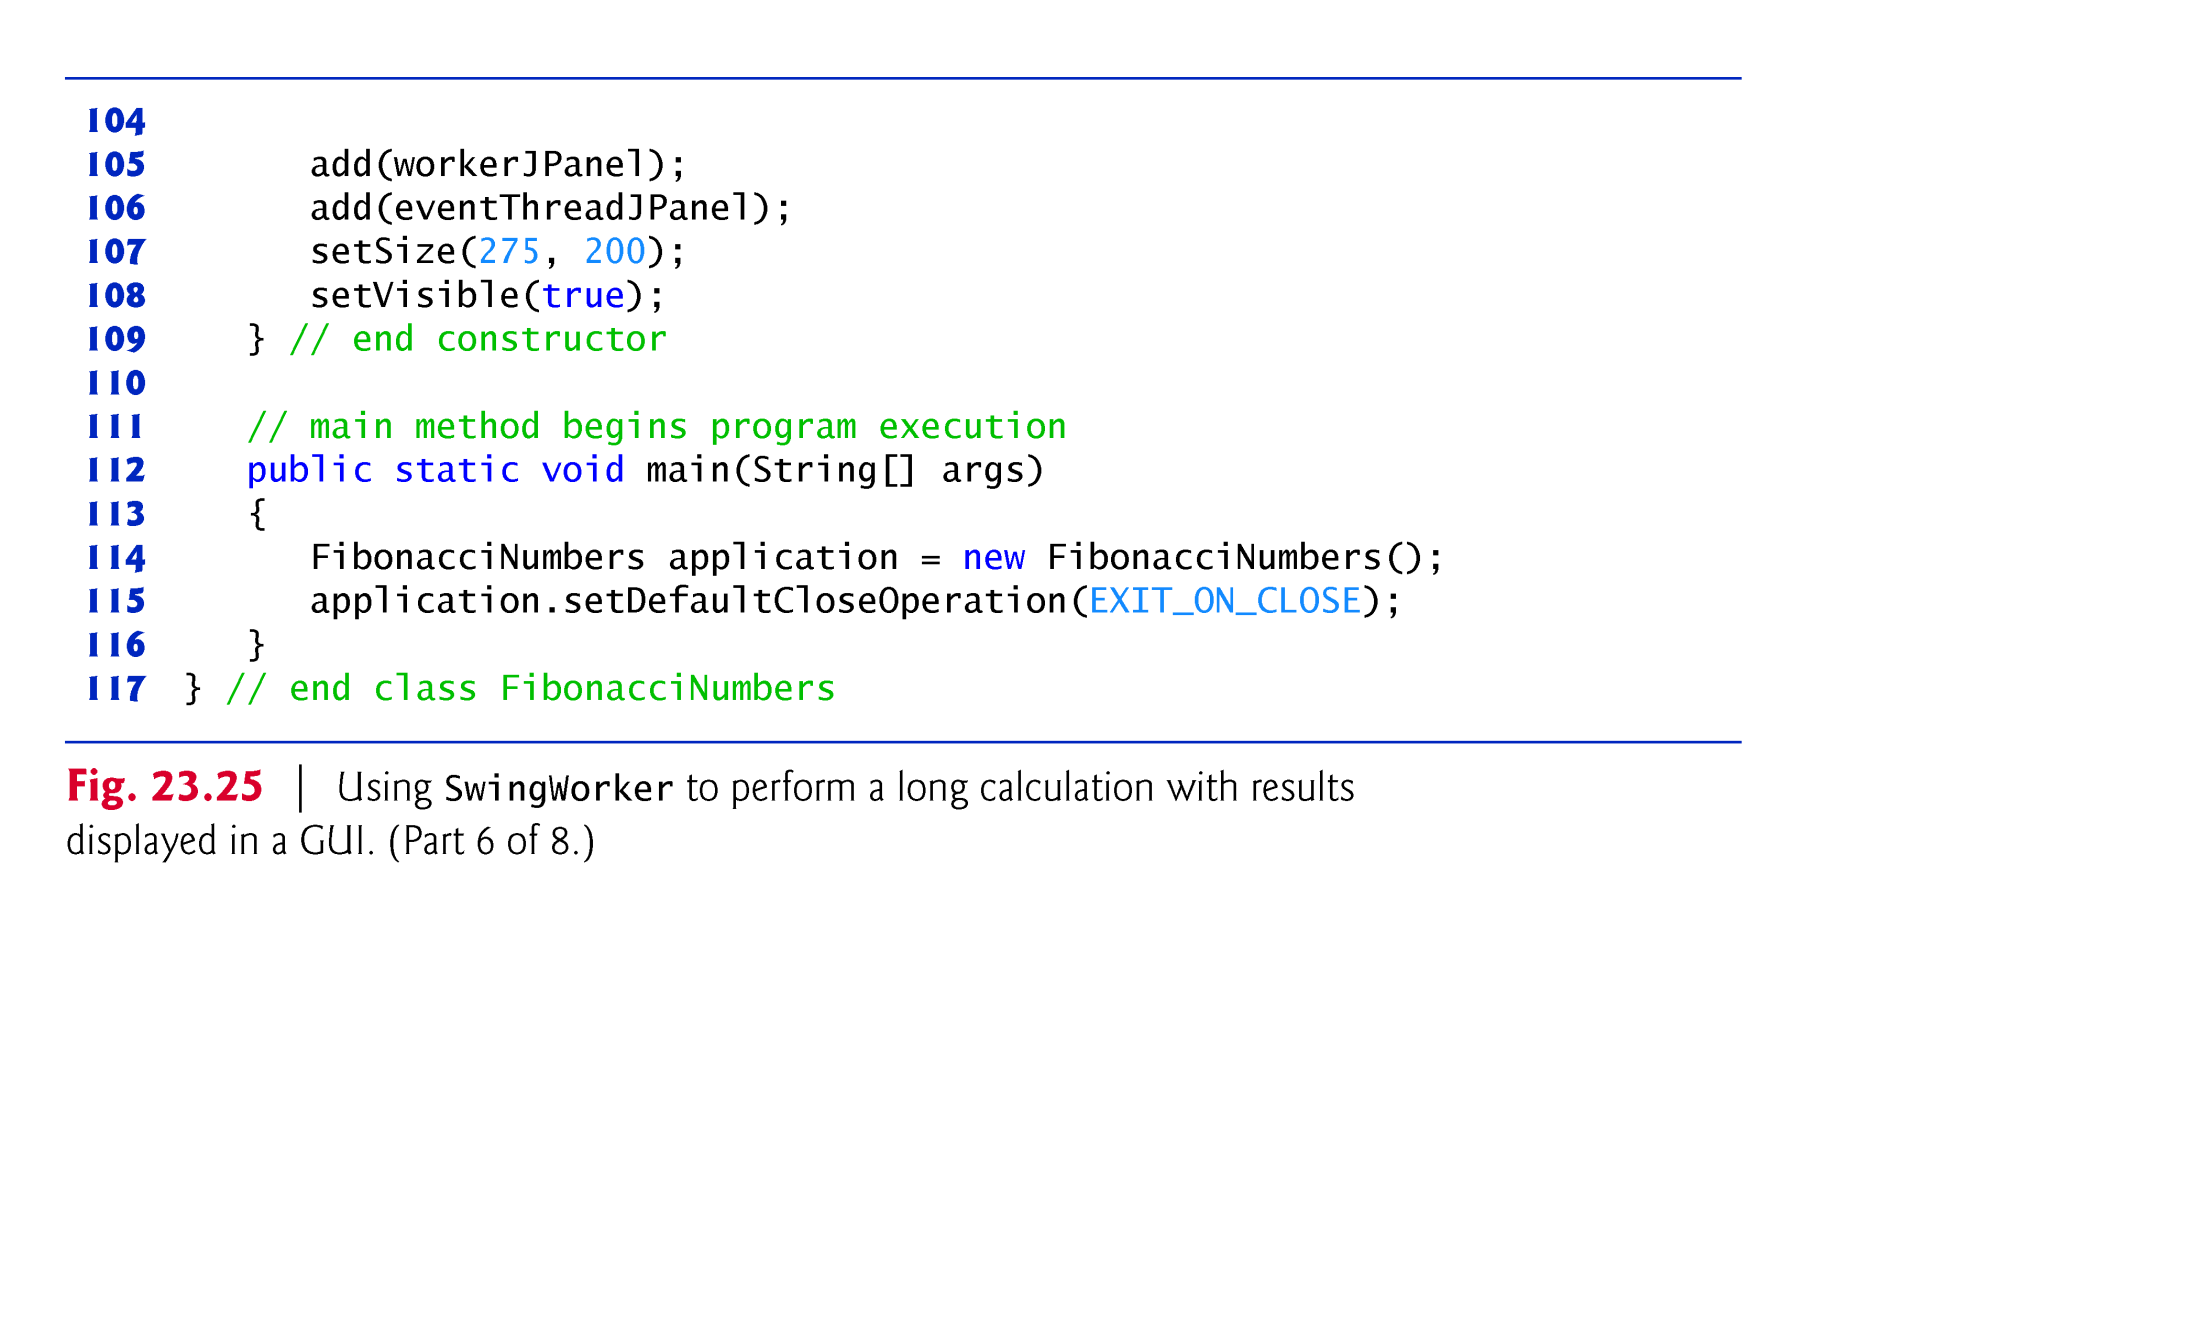 104
105 add(workerJPanel);
106 add(eventThreadJPanel);
107 setSize(275, 200);
108 setVisible(true);
109 } // end constructor
110
111 // main method begins program execution
112 public static void main(String[] args)
113 {
114 FibonacciNumbers application = new FibonacciNumbers();
115 application.setDefaultCloseOperation(EXIT_ON_CLOSE);
116 }
117 } // end class FibonacciNumbers
Fig. 23.25 | Using SwingWorker to perform a long calculation with results
displayed in a GUI. (Part 6 of 8.)